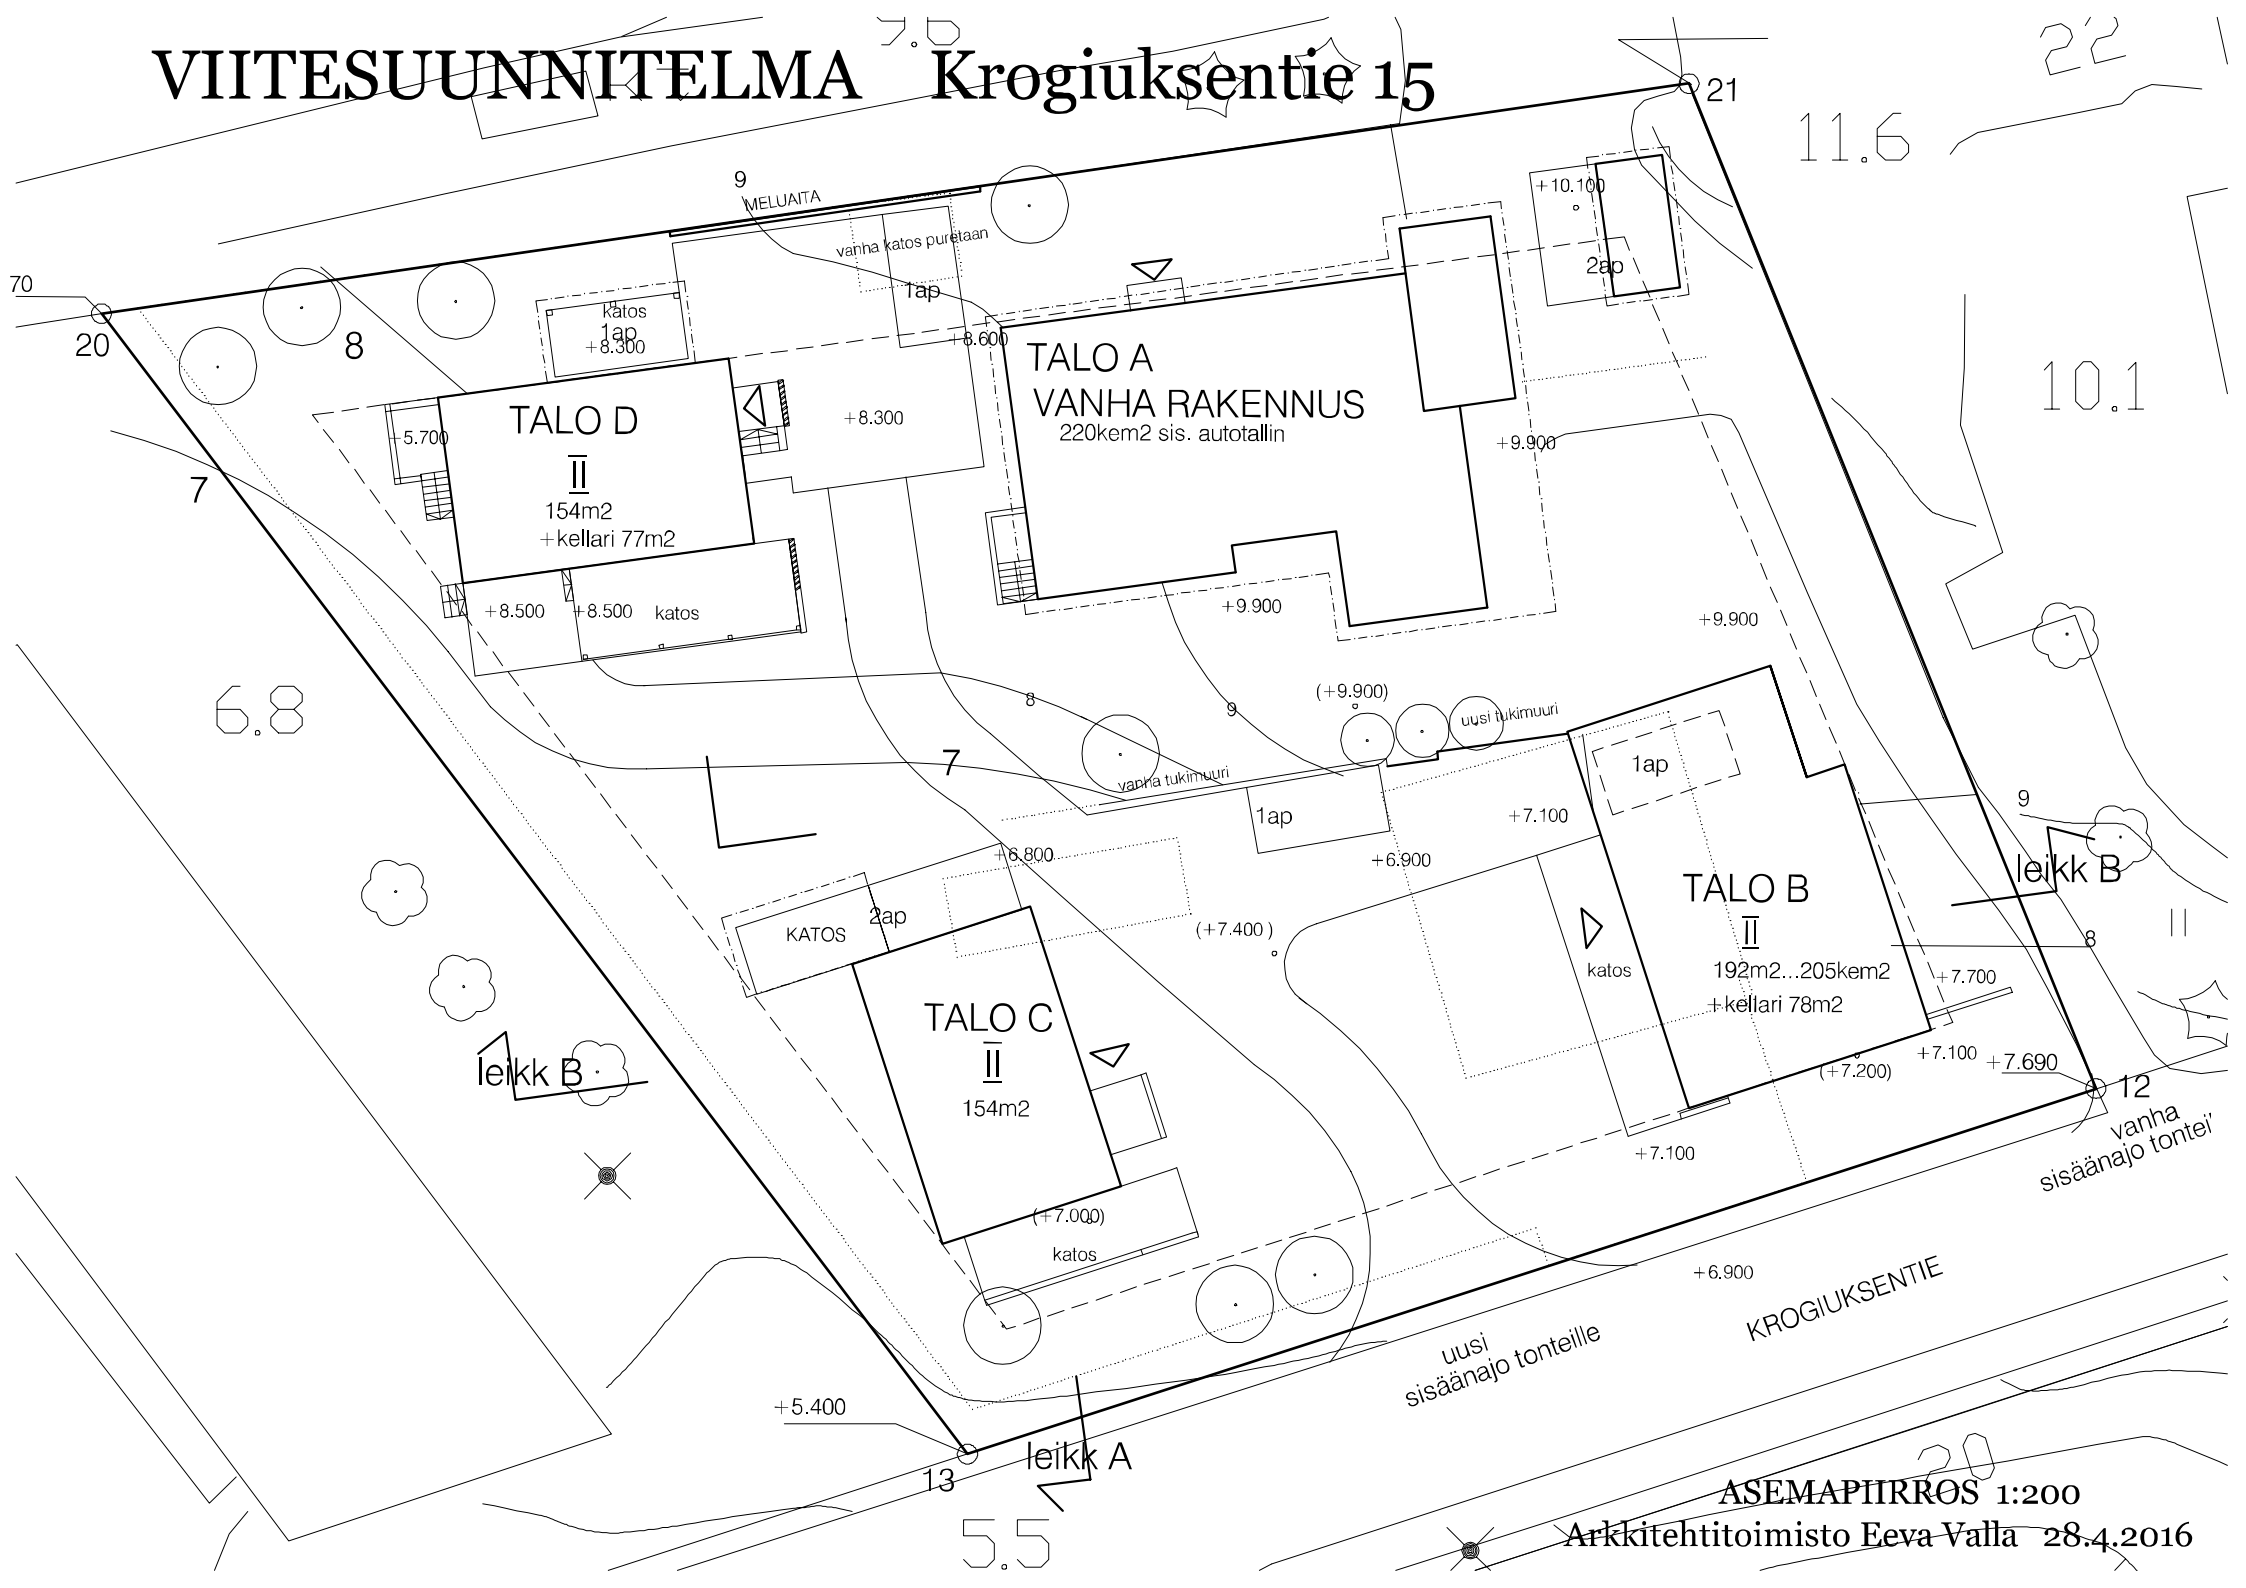 9.6
22
VIITESUUNNITELMA Krogiuksentie 15
21
11.6
9
MELUAITA
+10.100
vanha katos puretaan
2ap
70
20
8
katos
1ap
+8.300
1ap
+8.600
TALO A
VANHA RAKENNUS
220kem2 sis. autotallin
10.1
TALO D
II
154m2
+kellari 77m2
+5.700
+8.300
+9.900
7
+8.500
+8.500
katos
+9.900
+9.900
6.8
8
9
(+9.900)
uusi tukimuuri
7
vanha tukimuuri
1ap
1ap
+7.100
9
+6.800
+6.900
leikk B
TALO B
II
192m2...205kem2
+kellari 78m2
KATOS
2ap
(+7.400)
katos
8
II
+7.700
TALO C
II
154m2
leikk B
+7.100
(+7.200)
+7.690
12
vanha
sisäänajo tontei
+7.100
(+7.000)
katos
+6.900
KROGIUKSENTIE
uusi
sisäänajo tonteille
+5.400
13
leikk A
20
5.5
ASEMAPIIRROS 1:200
Arkkitehtitoimisto Eeva Valla 28.4.2016